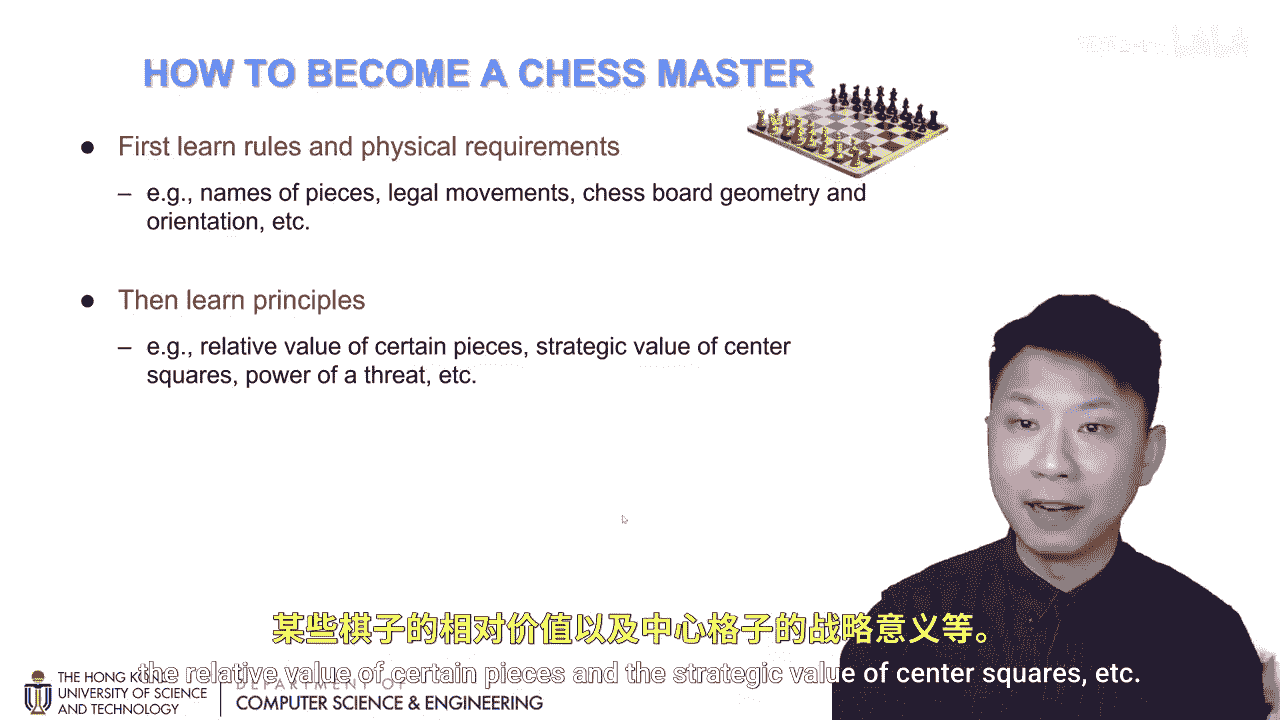 HOW TO BECOME A CHESS MASTER
● First learn rules and physical requirements
– e.g., names of pieces, legal movements, chess board geometry and
orientation, etc.
● Then learn principles
– e.g., relative value of certain pieces, strategic value of center
squares, power of a threat, etc.
某些棋子的相对价值以及中心格子的战略意义等。
the relative value of certain pieces and the strategic value of center squares, etc.
THE HONG KONG
UNIVERSITY OF SCIENCE
AND TECHNOLOGY
DEPARTMENT OF
COMPUTER SCIENCE & ENGINEERING